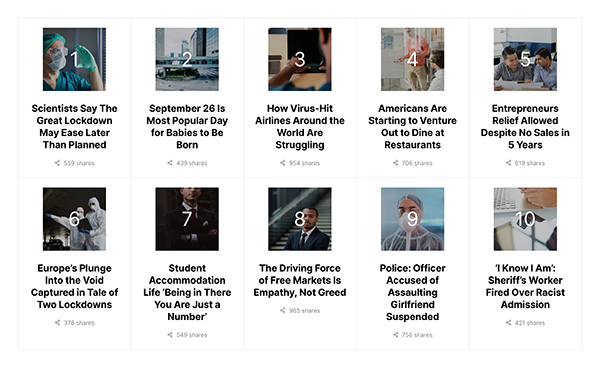 1
Scientists Say The
Great Lockdown
May Ease Later
Than Planned
559 shares
2
September 26 Is
Most Popular Day
for Babies to Be
Born
439 shares
3
How Virus-Hit
Airlines Around the
World Are
Struggling
954 shares
4
Americans Are
Starting to Venture
Out to Dine at
Restaurants
706 shares
5
Entrepreneurs
Relief Allowed
Despite No Sales in
5 Years
619 shares
6
Europe’s Plunge
Into the Void
Captured in Tale of
Two Lockdowns
376 shares
7
Student
Accommodation
Life ‘Being in There
You Are Just a
Number’
549 shares
8
The Driving Force
of Free Markets Is
Empathy, Not Greed
965 shares
9
Police: Officer
Accused of
Assaulting
Girlfriend
Suspended
756 shares
10
‘I Know I Am’:
Sheriff’s Worker
Fired Over Racist
Admission
421 shares